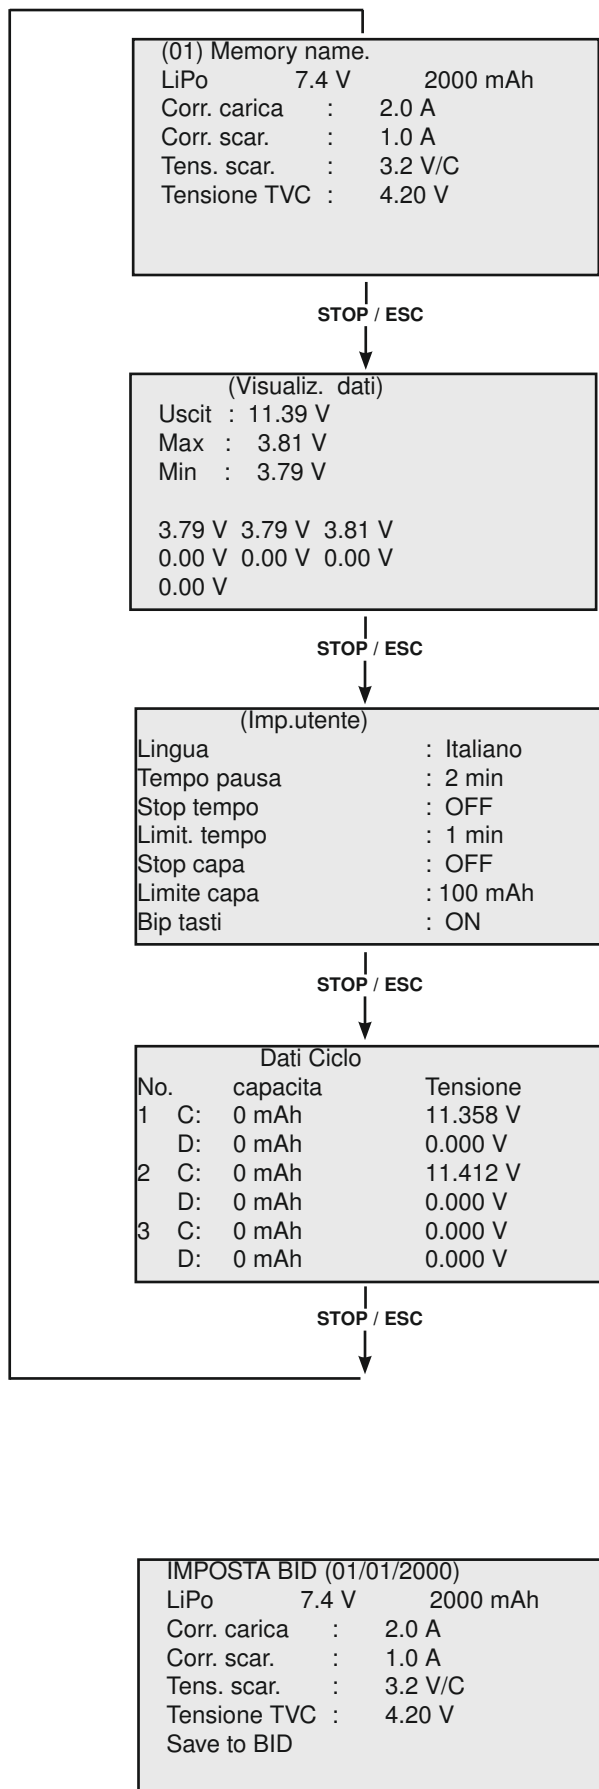 (01) Memory name.
LiPo 7.4 V 2000 mAh
Corr. carica : 2.0 A
Corr. scar. : 1.0 A
Tens. scar. : 3.2 V/C
Tensione TVC : 4.20 V
STOP / ESC
(Visualiz. dati)
Uscit : 11.39 V
Max : 3.81 V
Min : 3.79 V
3.79 V 3.79 V 3.81 V
0.00 V 0.00 V 0.00 V
0.00 V
STOP / ESC
(Imp.utente)
Lingua : Italiano
Tempo pausa : 2 min
Stop tempo : OFF
Limit. tempo : 1 min
Stop capa : OFF
Limite capa : 100 mAh
Bip tasti : ON
STOP / ESC
Dati Ciclo
No. capacita Tensione
1 C: 0 mAh 11.358 V
D: 0 mAh 0.000 V
2 C: 0 mAh 11.412 V
D: 0 mAh 0.000 V
3 C: 0 mAh 0.000 V
D: 0 mAh 0.000 V
STOP / ESC
IMPOSTA BID (01/01/2000)
LiPo 7.4 V 2000 mAh
Corr. carica : 2.0 A
Corr. scar. : 1.0 A
Tens. scar. : 3.2 V/C
Tensione TVC : 4.20 V
Save to BID